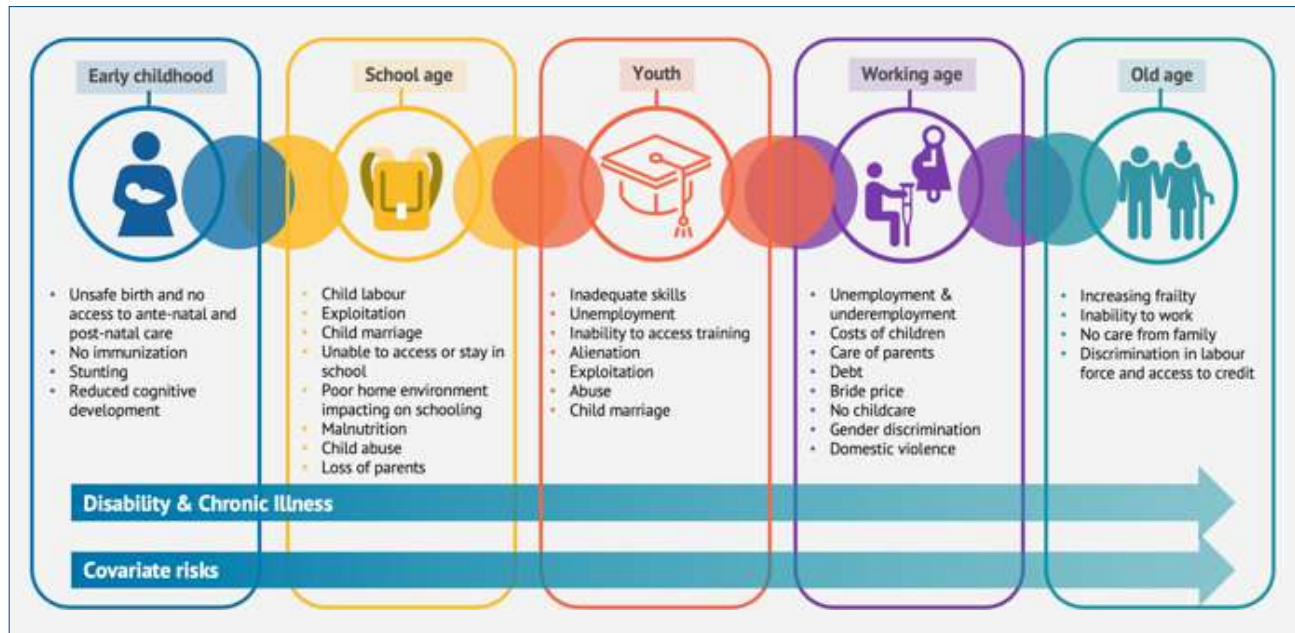 Early childhood
• Unsafe birth and no
access to ante-natal and
post-natal care
• No immunization
• Stunting
• Reduced cognitive
development
School age
• Child labour
• Exploitation
• Child marriage
• Unable to access or stay in
school
• Poor home environment
impacting on schooling
• Malnutrition
• Child abuse
• Loss of parents
Youth
• Inadequate skills
• Unemployment
• Inability to access training
• Alienation
• Exploitation
• Abuse
• Child marriage
Working age
• Unemployment &
underemployment
• Costs of children
• Care of parents
• Debt
• Bride price
• No childcare
• Gender discrimination
• Domestic violence
Old age
• Increasing frailty
• Inability to work
• No care from family
• Discrimination in labour
force and access to credit
Disability & Chronic Illness
Covariate risks